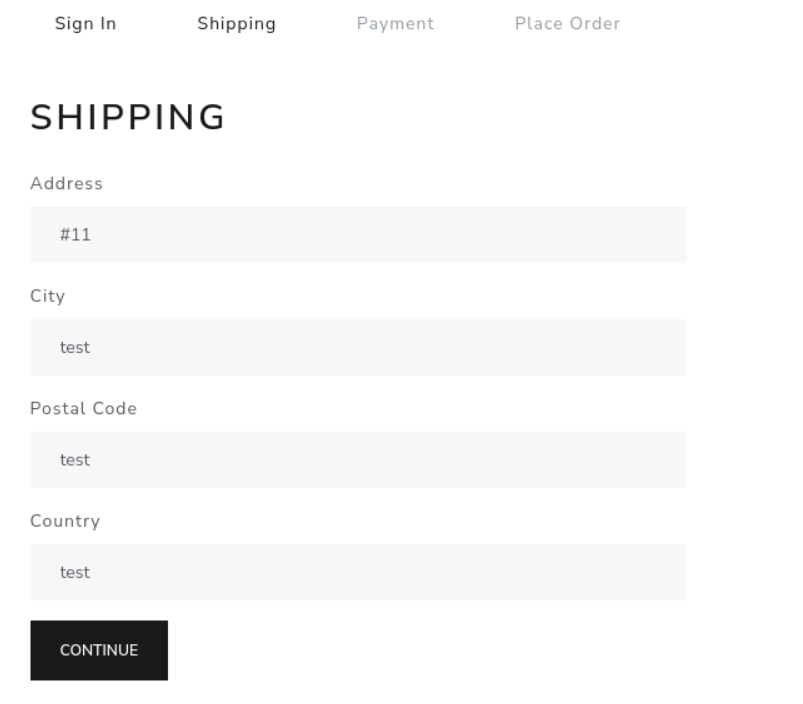 Sign In Shipping Payment Place Order
SHIPPING
Address
#11
City
test
Postal Code
test
Country
test
CONTINUE